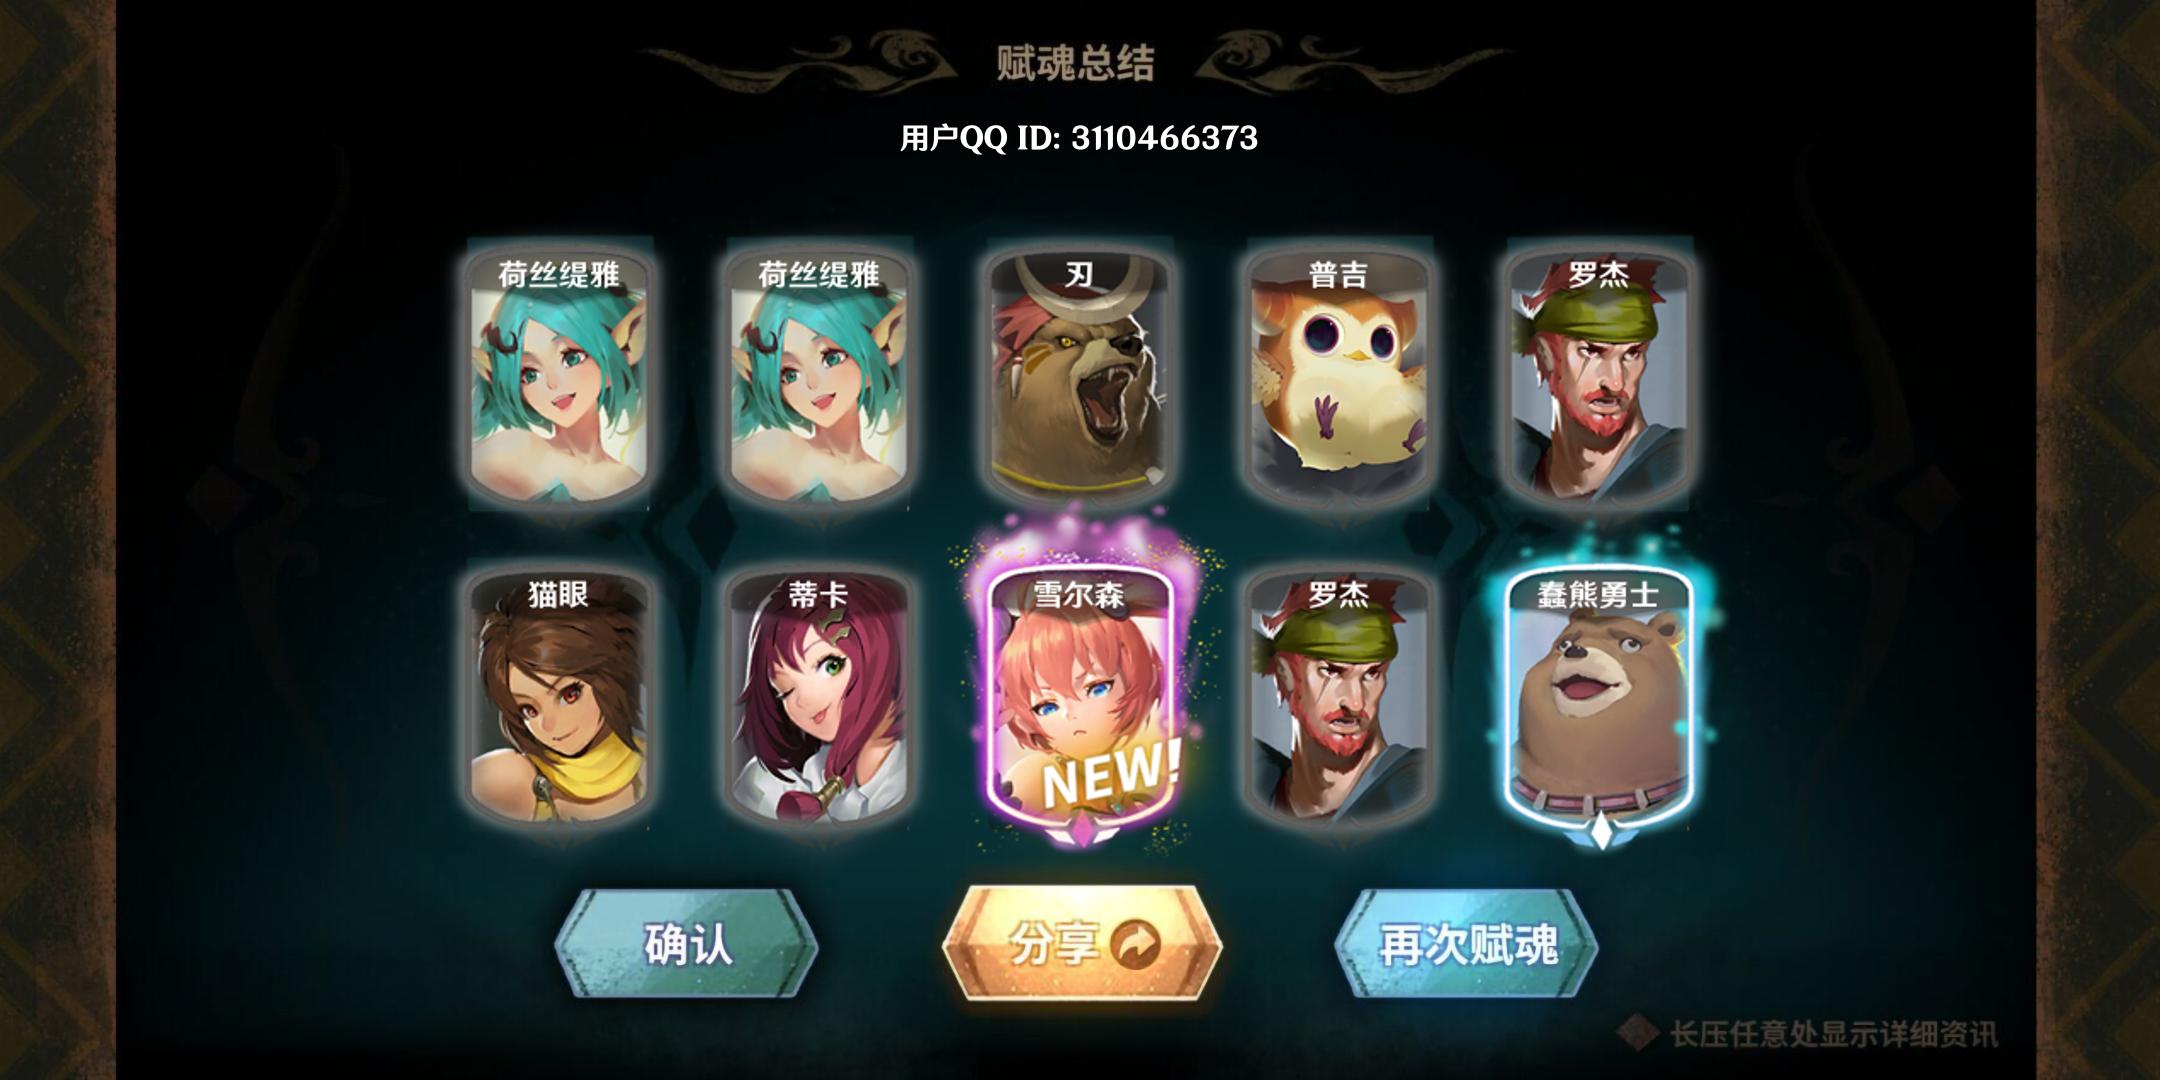 赋魂总结
用户QQ ID: 3110466373
荷丝缇雅
荷丝缇雅
刃
普吉
罗杰
猫眼
蒂卡
雪尔森
罗杰
蠢熊勇士
NEW!
确认
分享
再次赋魂
长压任意处显示详细资讯